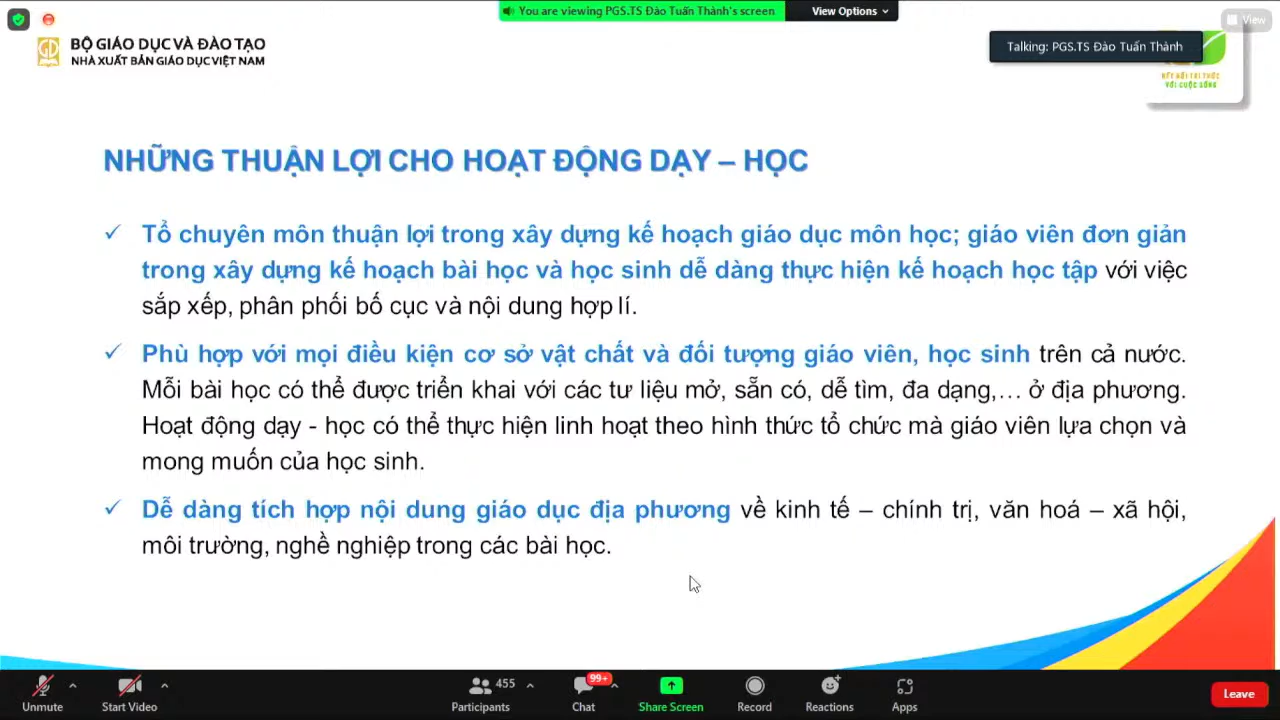 You are viewing PGS.TS Đào Tuấn Thành's screen
View Options
View
BỘ GIÁO DỤC VÀ ĐÀO TẠO
NHÀ XUẤT BẢN GIÁO DỤC VIỆT NAM
Talking: PGS.TS Đào Tuấn Thành
KẾT NỐI TRI THỨC
VỚI CUỘC SỐNG
NHỮNG THUẬN LỢI CHO HOẠT ĐỘNG DẠY – HỌC
✓ Tổ chuyên môn thuận lợi trong xây dựng kế hoạch giáo dục môn học; giáo viên đơn giản
trong xây dựng kế hoạch bài học và học sinh dễ dàng thực hiện kế hoạch học tập với việc
sắp xếp, phân phối bố cục và nội dung hợp lí.
✓ Phù hợp với mọi điều kiện cơ sở vật chất và đối tượng giáo viên, học sinh trên cả nước.
Mỗi bài học có thể được triển khai với các tư liệu mở, sẵn có, dễ tìm, đa dạng,… ở địa phương.
Hoạt động dạy - học có thể thực hiện linh hoạt theo hình thức tổ chức mà giáo viên lựa chọn và
mong muốn của học sinh.
✓ Dễ dàng tích hợp nội dung giáo dục địa phương về kinh tế – chính trị, văn hoá – xã hội,
môi trường, nghề nghiệp trong các bài học.
Unmute
Start Video
455
Participants
99+
Chat
Share Screen
Record
Reactions
Apps
Leave